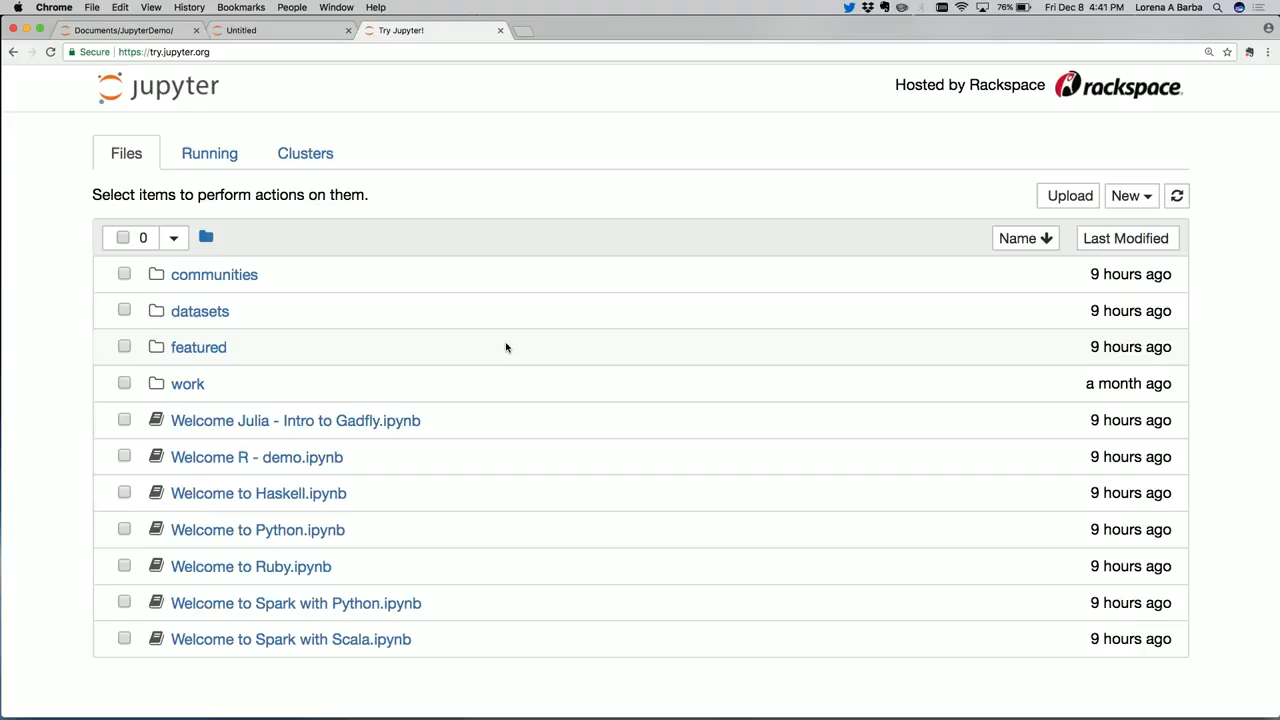 Chrome File Edit View History Bookmarks People Window Help 76% Fri Dec 8 4:41 PM Lorena A Barba
Documents/JupyterDemo/ Untitled Try Jupyter!
Secure https://try.jupyter.org
jupyter Hosted by Rackspace rackspace.
Files Running Clusters
Select items to perform actions on them. Upload New
0 Name Last Modified
communities 9 hours ago
datasets 9 hours ago
featured 9 hours ago
work a month ago
Welcome Julia - Intro to Gadfly.ipynb 9 hours ago
Welcome R - demo.ipynb 9 hours ago
Welcome to Haskell.ipynb 9 hours ago
Welcome to Python.ipynb 9 hours ago
Welcome to Ruby.ipynb 9 hours ago
Welcome to Spark with Python.ipynb 9 hours ago
Welcome to Spark with Scala.ipynb 9 hours ago